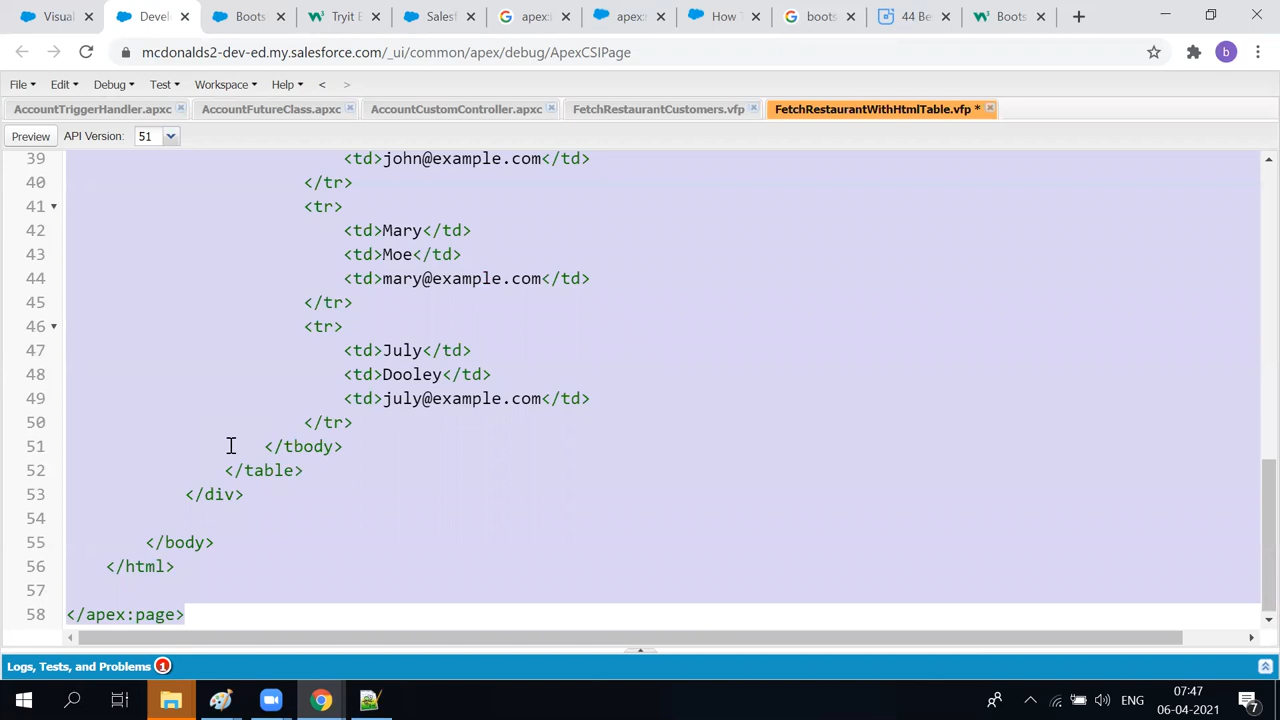 Visual
Devel
Boots
Tryit E
Salesf
apex:i
apex:
How T
boots
44 Be
Boots
mcdonalds2-dev-ed.my.salesforce.com/_ui/common/apex/debug/ApexCSIPage
b
File Edit Debug Test Workspace Help < >
AccountTriggerHandler.apxc AccountFutureClass.apxc AccountCustomController.apxc FetchRestaurantCustomers.vfp FetchRestaurantWithHtmlTable.vfp *
Preview API Version: 51
39 <td>john@example.com</td>
40 </tr>
41 <tr>
42 <td>Mary</td>
43 <td>Moe</td>
44 <td>mary@example.com</td>
45 </tr>
46 <tr>
47 <td>July</td>
48 <td>Dooley</td>
49 <td>july@example.com</td>
50 </tr>
51 </tbody>
52 </table>
53 </div>
54
55 </body>
56 </html>
57
58 </apex:page>
Logs, Tests, and Problems 1
ENG
07:47
06-04-2021
7